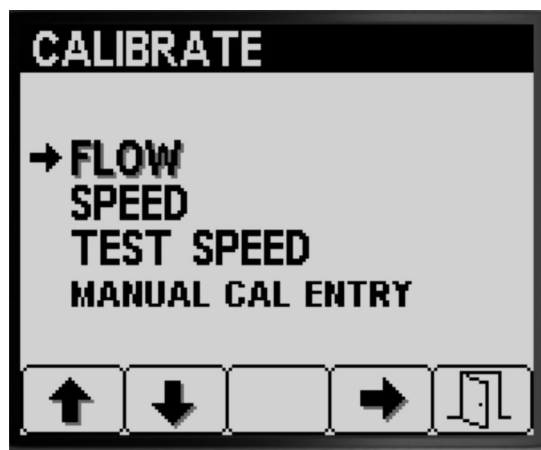 CALIBRATE
FLOW
SPEED
TEST SPEED
MANUAL CAL ENTRY